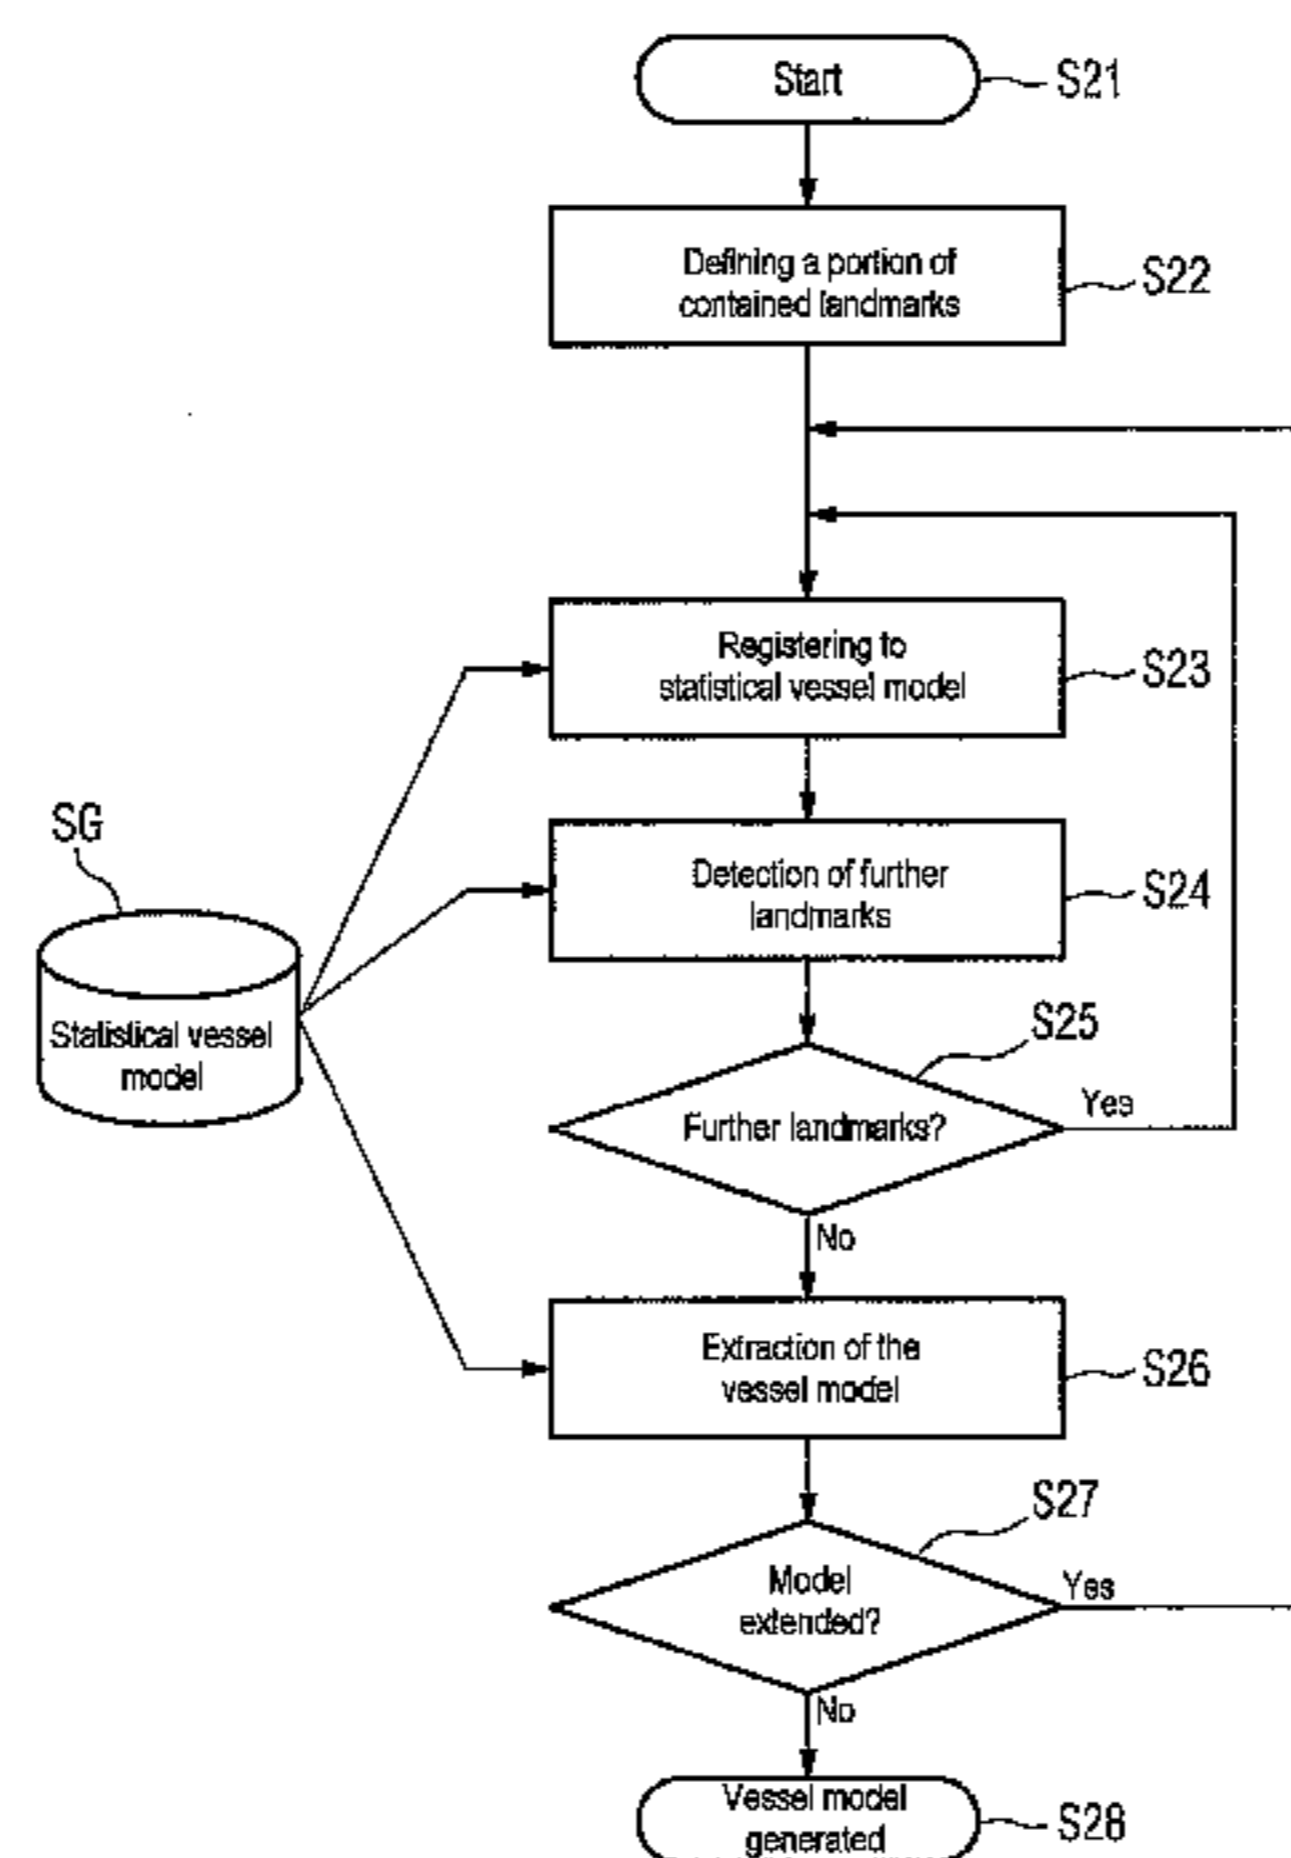 Start
S21
Defining a portion of
contained landmarks
S22
Registering to
statistical vessel model
S23
SG
Statistical vessel
model
Detection of further
landmarks
S24
S25
Further landmarks?
Yes
No
Extraction of the
vessel model
S26
S27
Model
extended?
Yes
No
Vessel model
generated
S28